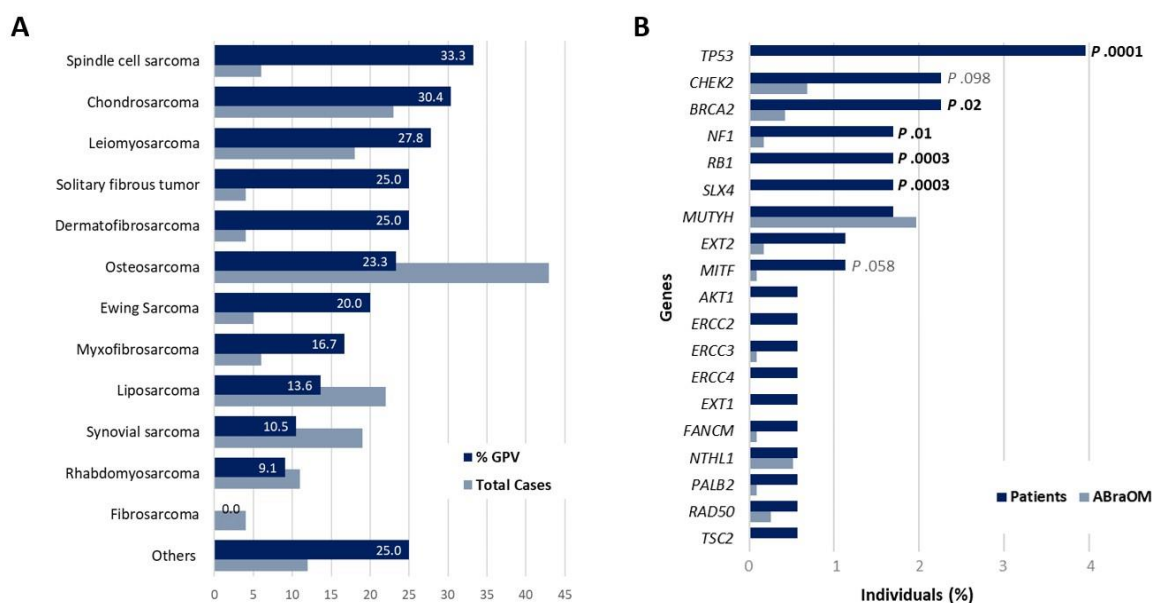 A
Spindle cell sarcoma 33.3
Chondrosarcoma 30.4
Leiomyosarcoma 27.8
Solitary fibrous tumor 25.0
Dermatofibrosarcoma 25.0
Osteosarcoma 23.3
Ewing Sarcoma 20.0
Myxofibrosarcoma 16.7
Liposarcoma 13.6
Synovial sarcoma 10.5
Rhabdomyosarcoma 9.1
Fibrosarcoma 0.0
Others 25.0
% GPV
Total Cases
0 5 10 15 20 25 30 35 40 45
B
Genes
TP53 P .0001
CHEK2 P .098
BRCA2 P .02
NF1 P .01
RB1 P .0003
SLX4 P .0003
MUTYH
EXT2
MITF P .058
AKT1
ERCC2
ERCC3
ERCC4
EXT1
FANCM
NTHL1
PALB2
RAD50
TSC2
Patients ABraOM
0 1 2 3 4
Individuals (%)